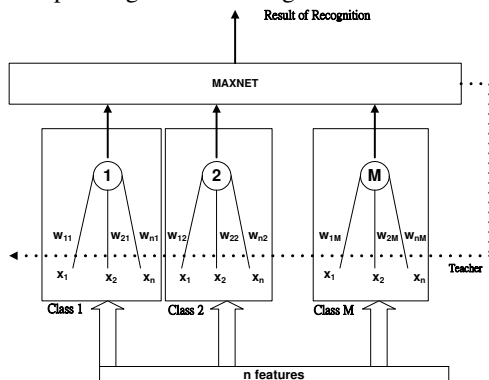 Result of Recognition
MAXNET
1 2 M
w11 w21 wn1 w12 w22 wn2 w1M w2M wnM
Teacher
x1 x2 xn x1 x2 xn x1 x2 xn
Class 1 Class 2 Class M
n features